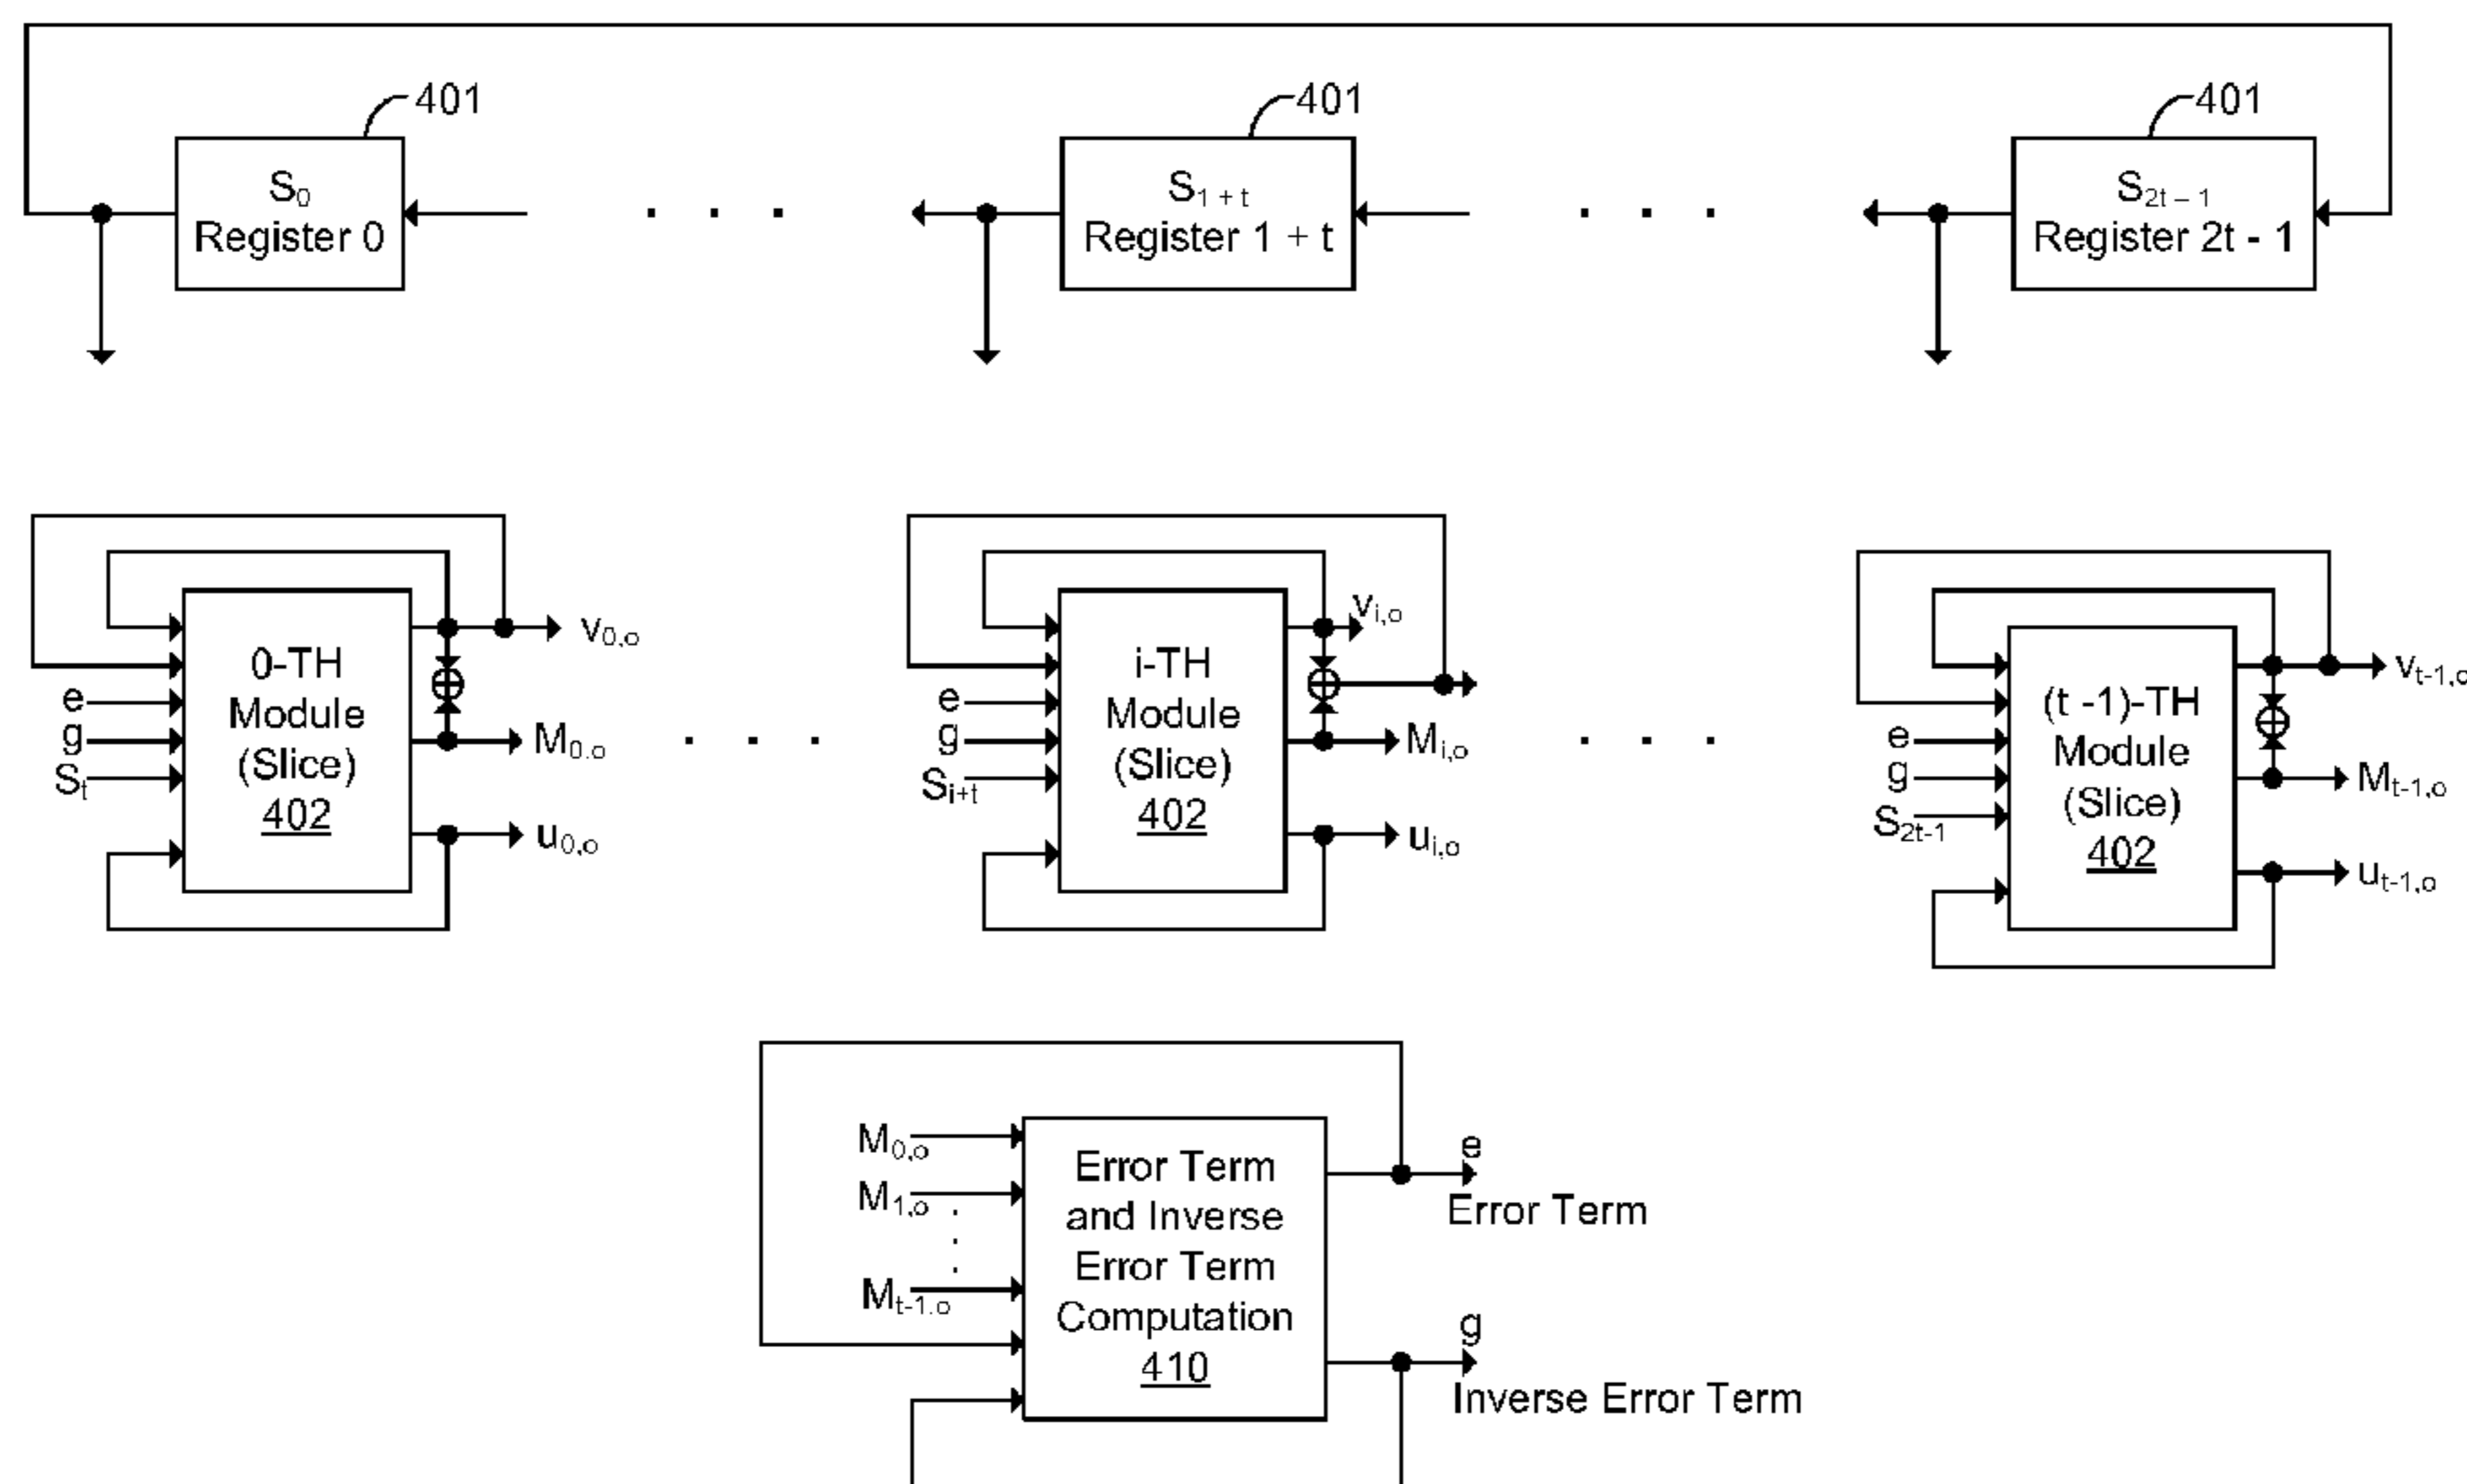 401
401
401
S₀
Register 0
S₁ ₊ ₜ
Register 1 + t
S₂ₜ ₋ ₁
Register 2t - 1
0-TH
Module
(Slice)
402
e
g
Sₜ
v₀,ₒ
M₀.ₒ
u₀,ₒ
i-TH
Module
(Slice)
402
e
g
Sᵢ₊ₜ
vᵢ,ₒ
Mᵢ,ₒ
uᵢ,ₒ
(t -1)-TH
Module
(Slice)
402
e
g
S₂ₜ₋₁
vₜ₋₁,ₒ
Mₜ₋₁,ₒ
uₜ₋₁,ₒ
M₀,ₒ
M₁,ₒ
Mₜ₋₁.ₒ
Error Term
and Inverse
Error Term
Computation
410
e
Error Term
g
Inverse Error Term